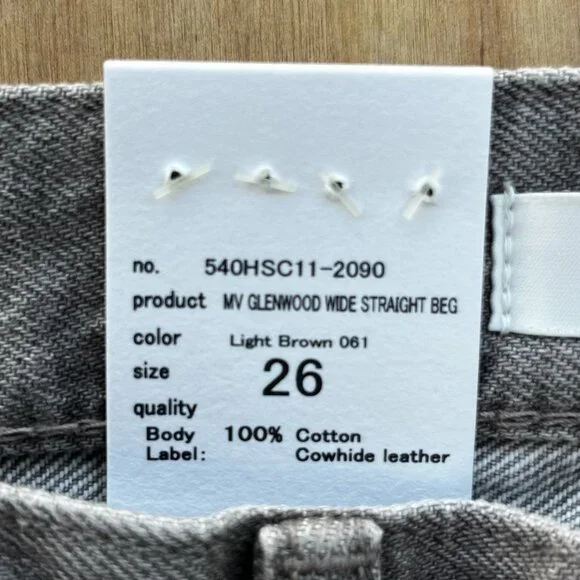 no. 540HSC11-2090
product MV GLENWOOD WIDE STRAIGHT BEG
color Light Brown 061
size 26
quality
Body 100% Cotton
Label: Cowhide leather